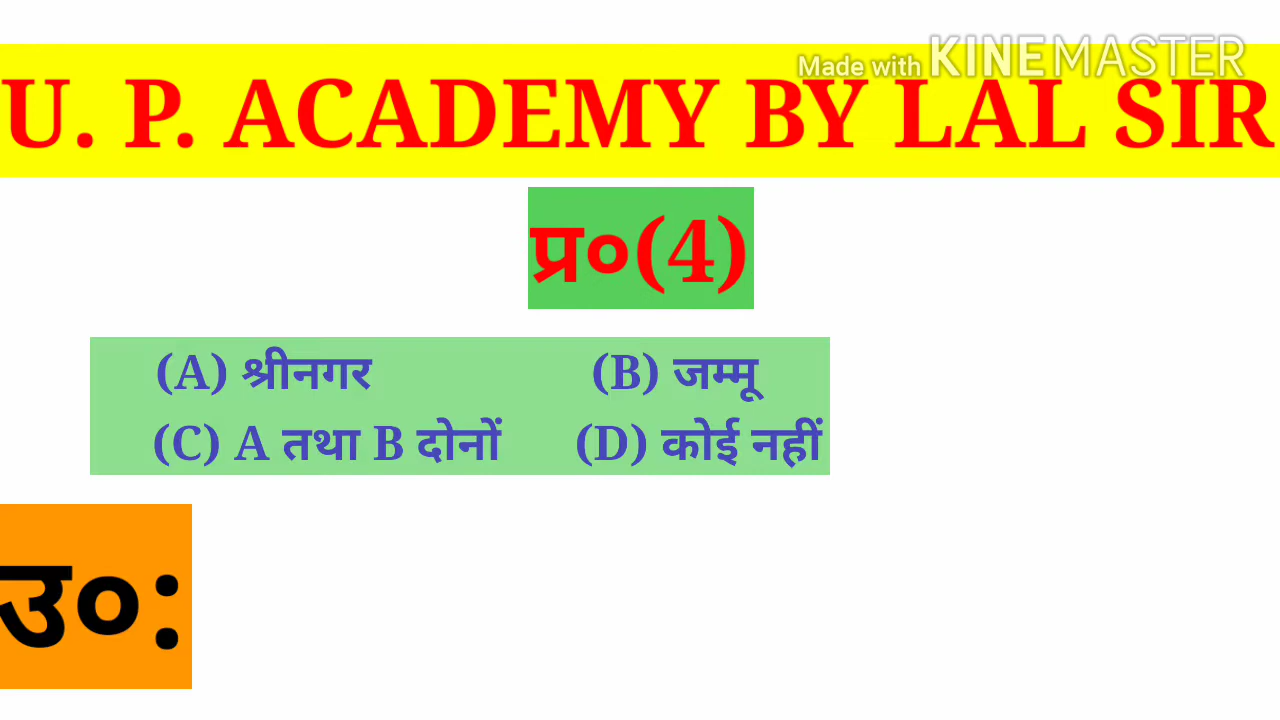 Made with KINEMASTER
U. P. ACADEMY BY LAL SIR
प्र०(4)
(A) श्रीनगर (B) जम्मू
(C) A तथा B दोनों (D) कोई नहीं
उ०: